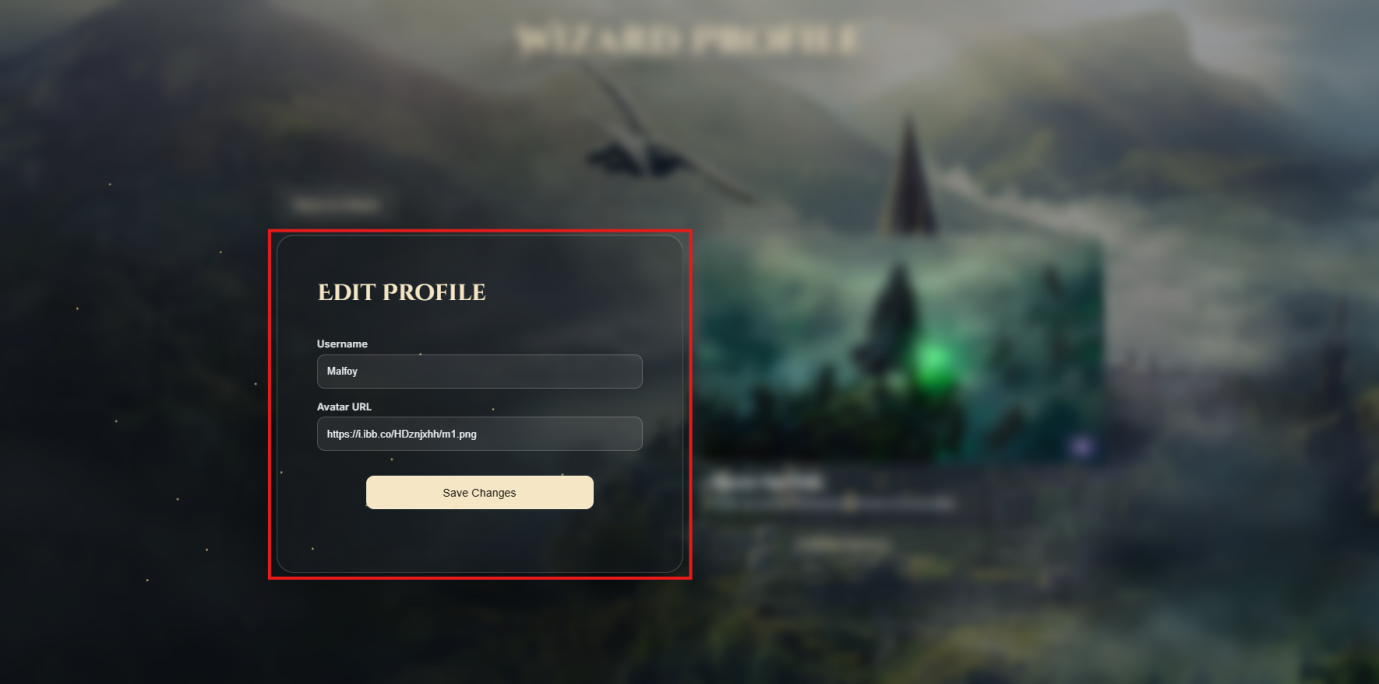 WIZARD PROFILE
EDIT PROFILE
Username
Malfoy
Avatar URL
https://i.ibb.co/HDznjxhh/m1.png
Save Changes